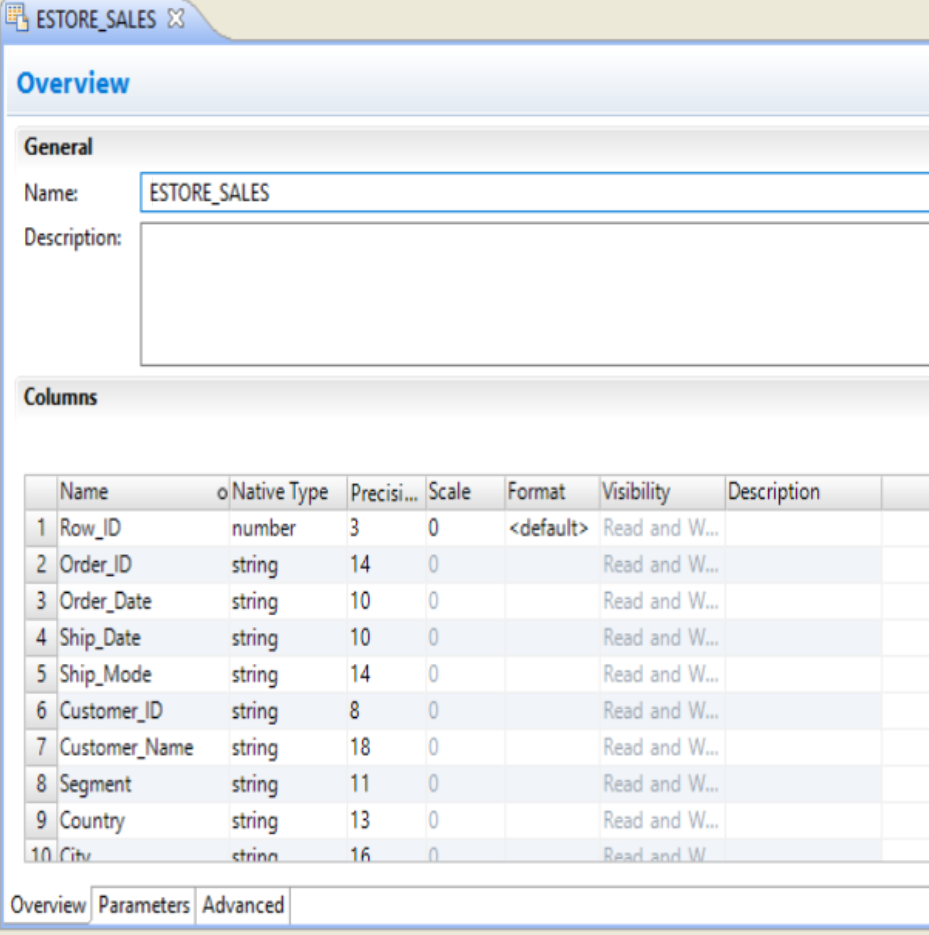 ESTORE_SALES
Overview
General
Name: ESTORE_SALES
Description:
Columns
Name Native Type Precisi... Scale Format Visibility Description
1 Row_ID number 3 0 <default> Read and W...
2 Order_ID string 14 0 Read and W...
3 Order_Date string 10 0 Read and W...
4 Ship_Date string 10 0 Read and W...
5 Ship_Mode string 14 0 Read and W...
6 Customer_ID string 8 0 Read and W...
7 Customer_Name string 18 0 Read and W...
8 Segment string 11 0 Read and W...
9 Country string 13 0 Read and W...
10 City string 16 0 Read and W...
Overview Parameters Advanced